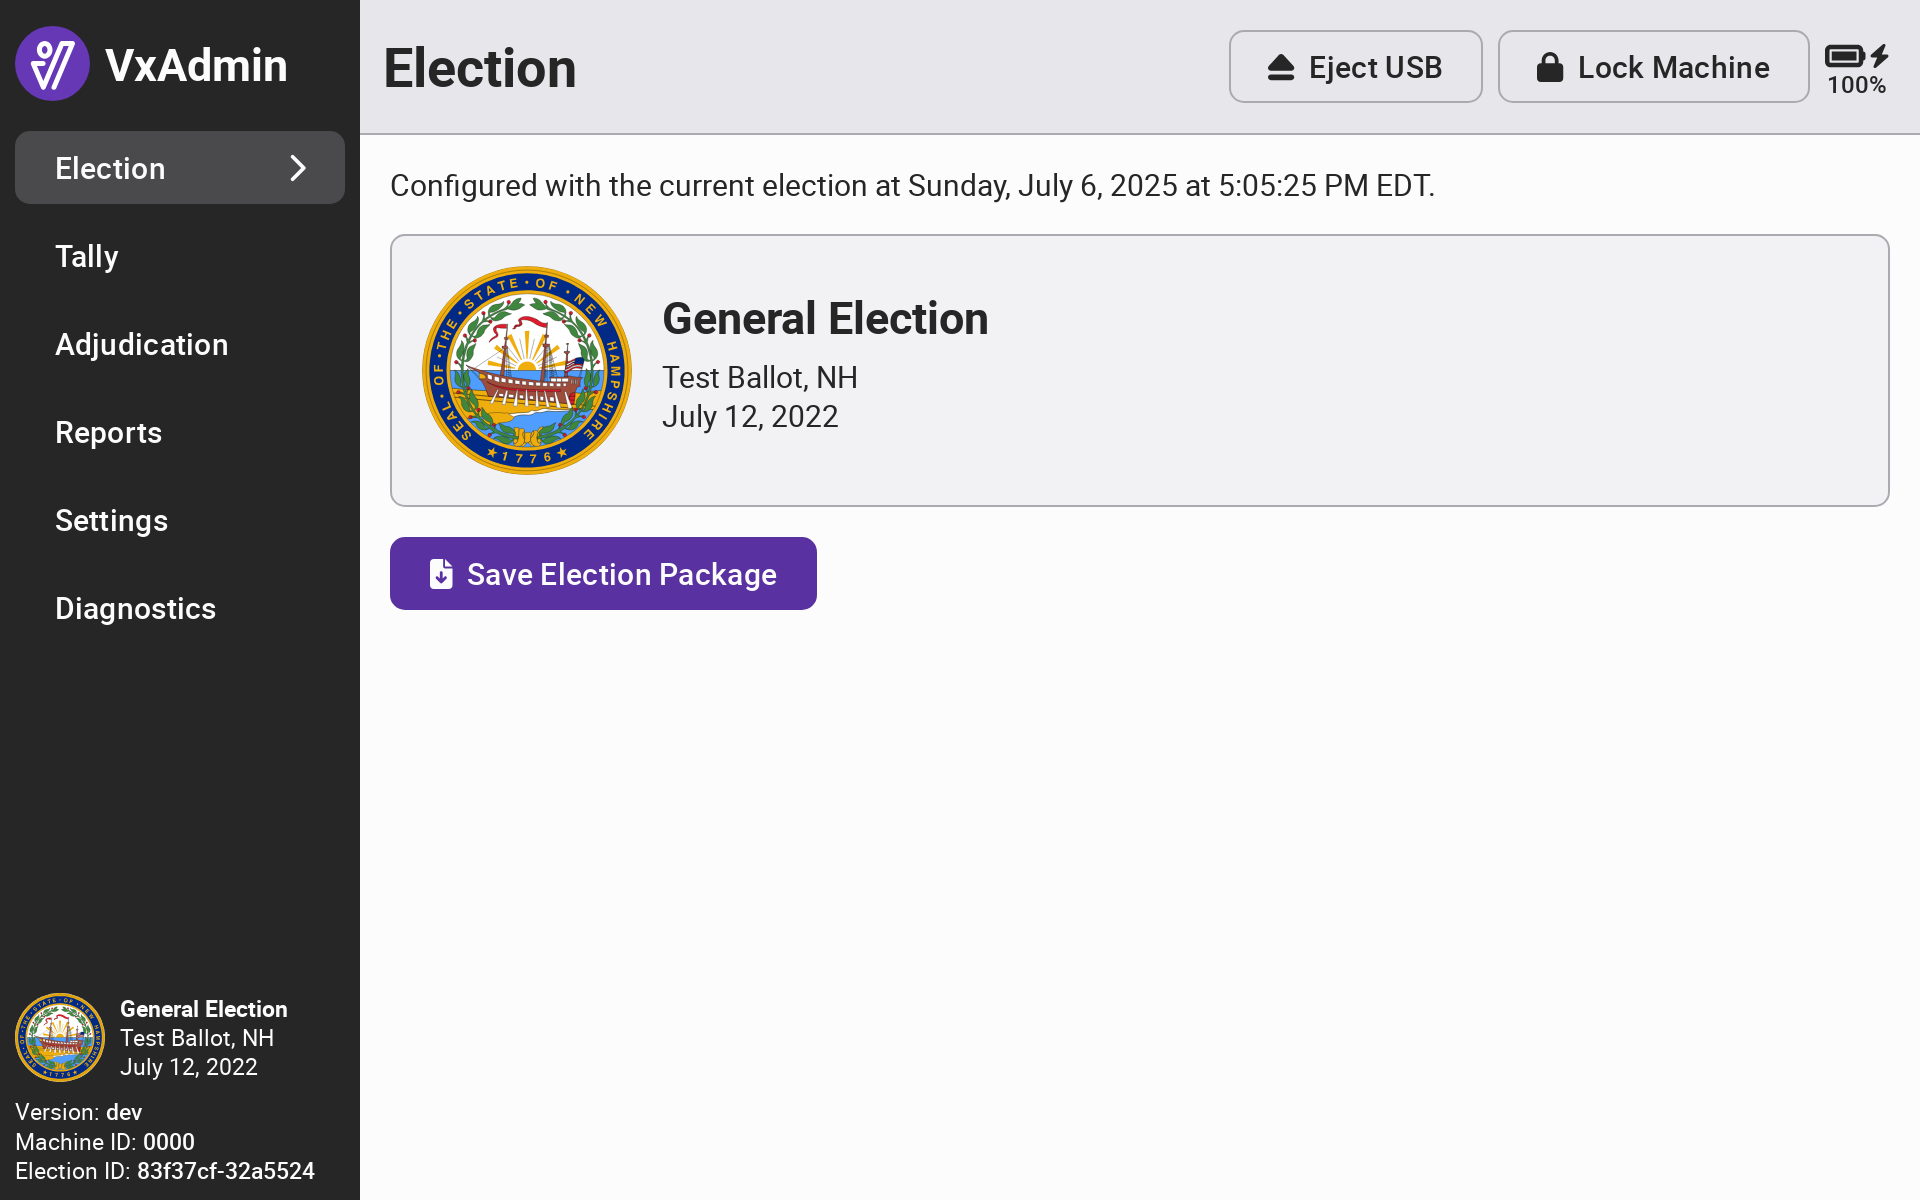 VxAdmin
Election
Tally
Adjudication
Reports
Settings
Diagnostics
General Election
Test Ballot, NH
July 12, 2022
Version: dev
Machine ID: 0000
Election ID: 83f37cf-32a5524
Election
Eject USB
Lock Machine
100%
Configured with the current election at Sunday, July 6, 2025 at 5:05:25 PM EDT.
SEAL · OF · THE · STATE · OF · NEW HAMPSHIRE
★ 1776 ★
General Election
Test Ballot, NH
July 12, 2022
Save Election Package